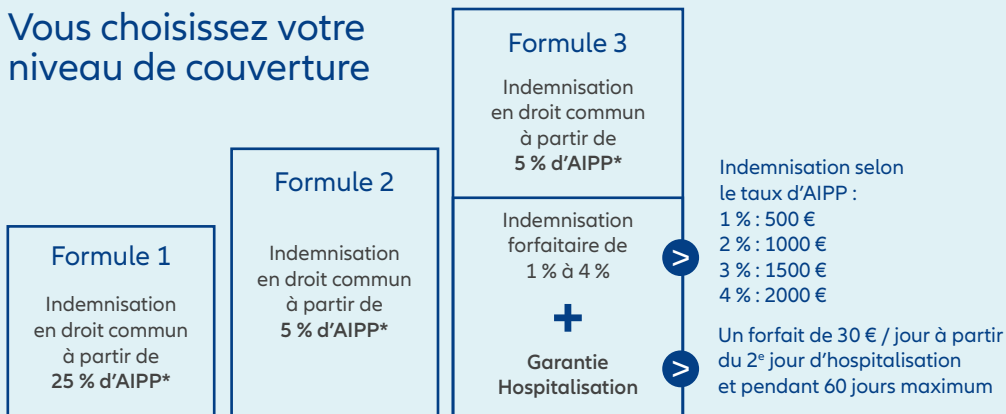 Vous choisissez votre
niveau de couverture
Formule 1
Indemnisation
en droit commun
à partir de
25 % d'AIPP*
Formule 2
Indemnisation
en droit commun
à partir de
5 % d'AIPP*
Formule 3
Indemnisation
en droit commun
à partir de
5 % d'AIPP*
Indemnisation
forfaitaire de
1 % à 4 %
+
Garantie
Hospitalisation
>
Indemnisation selon
le taux d'AIPP :
1 % : 500 €
2 % : 1000 €
3 % : 1500 €
4 % : 2000 €
>
Un forfait de 30 € / jour à partir
du 2e jour d'hospitalisation
et pendant 60 jours maximum